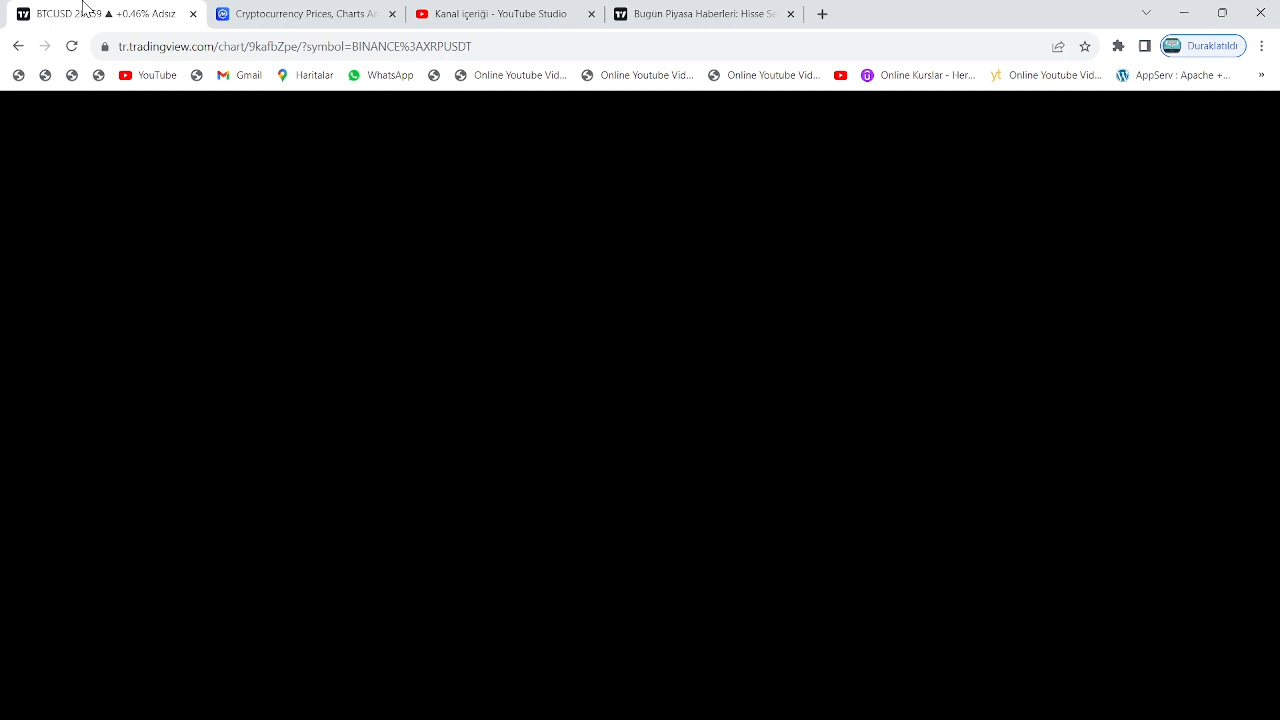 BTCUSD ▲ +0.46% Adsız
Cryptocurrency Prices, Charts An
Kanal içeriği - YouTube Studio
Bugün Piyasa Haberleri: Hisse Se
tr.tradingview.com/chart/9kafbZpe/?symbol=BINANCE%3AXRPUSDT
Duraklatıldı
YouTube
Gmail
Haritalar
WhatsApp
Online Youtube Vid...
Online Youtube Vid...
Online Youtube Vid...
Online Kurslar - Her...
yt
Online Youtube Vid...
AppServ : Apache +...
»